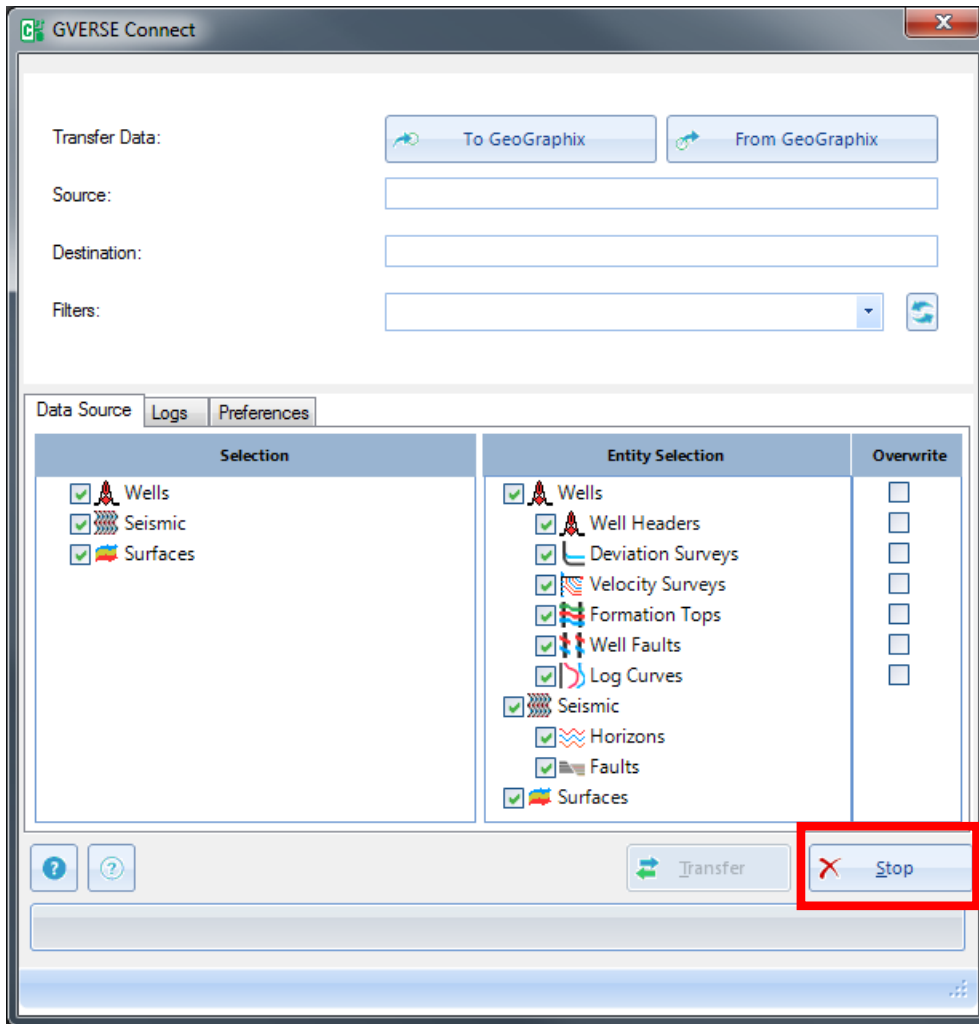 GVERSE Connect
Transfer Data:
To GeoGraphix
From GeoGraphix
Source:
Destination:
Filters:
Data Source
Logs
Preferences
Selection
Wells
Seismic
Surfaces
Entity Selection
Overwrite
Wells
Well Headers
Deviation Surveys
Velocity Surveys
Formation Tops
Well Faults
Log Curves
Seismic
Horizons
Faults
Surfaces
?
?
Transfer
Stop